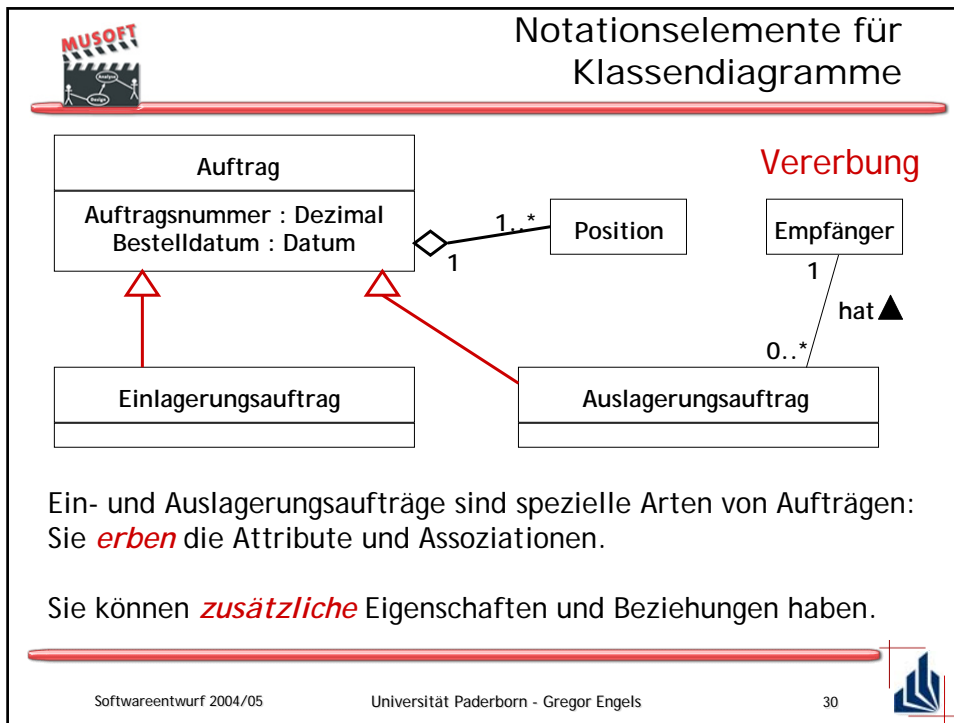 MUSOFT
Analyse
Design
Notationselemente für
Klassendiagramme
Vererbung
Auftrag
Auftragsnummer : Dezimal
Bestelldatum : Datum
1..*
1
Position
Empfänger
1
hat
0..*
Einlagerungsauftrag
Auslagerungsauftrag
Ein- und Auslagerungsaufträge sind spezielle Arten von Aufträgen:
Sie erben die Attribute und Assoziationen.
Sie können zusätzliche Eigenschaften und Beziehungen haben.
Softwareentwurf 2004/05
Universität Paderborn - Gregor Engels
30